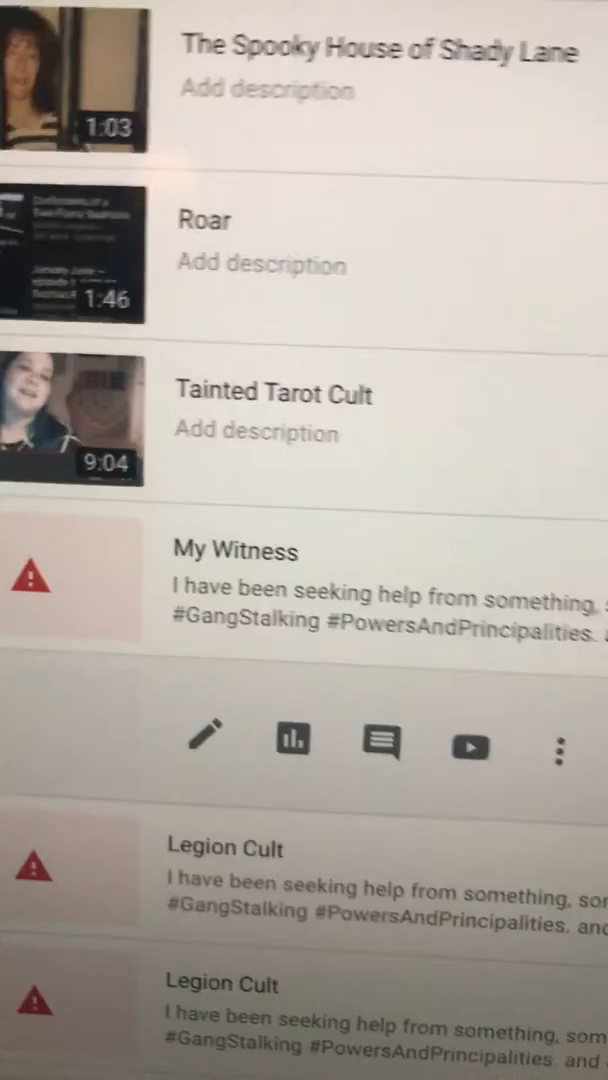 The Spooky House of Shady Lane
Add description
1:03
Roar
Add description
1:46
Tainted Tarot Cult
Add description
9:04
My Witness
I have been seeking help from something,
#GangStalking #PowersAndPrincipalities.
Legion Cult
I have been seeking help from something, sor
#GangStalking #PowersAndPrincipalities, and
Legion Cult
I have been seeking help from something, som
#GangStalking #PowersAndPrincipalities, and